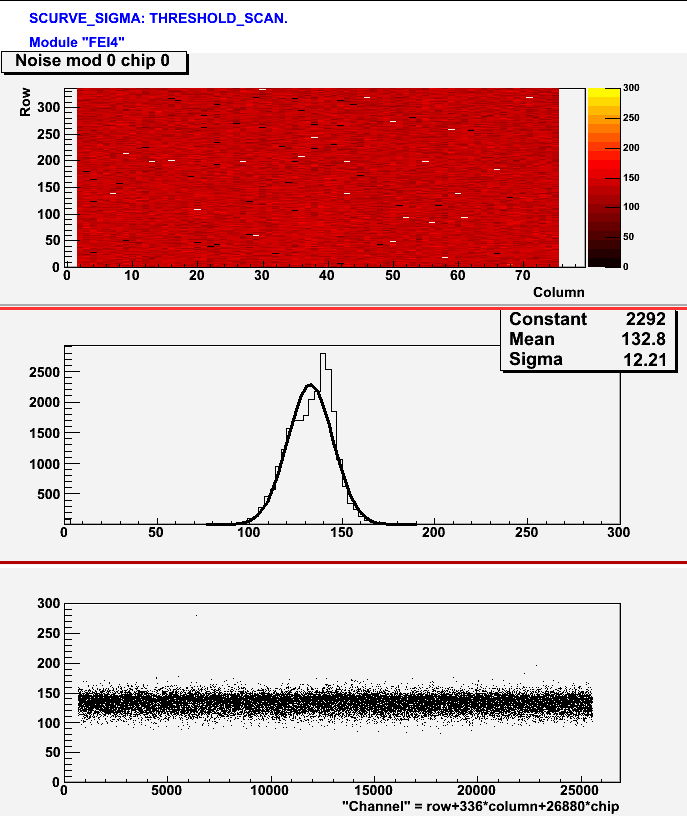 SCURVE_SIGMA: THRESHOLD_SCAN.
Module "FEI4"
Noise mod 0 chip 0
Row
300
250
200
150
100
50
0
0 10 20 30 40 50 60 70
Column
300
250
200
150
100
50
0
Constant 2292
Mean 132.8
Sigma 12.21
2500
2000
1500
1000
500
0 50 100 150 200 250 300
300
250
200
150
100
50
0
0 5000 10000 15000 20000 25000
"Channel" = row+336*column+26880*chip